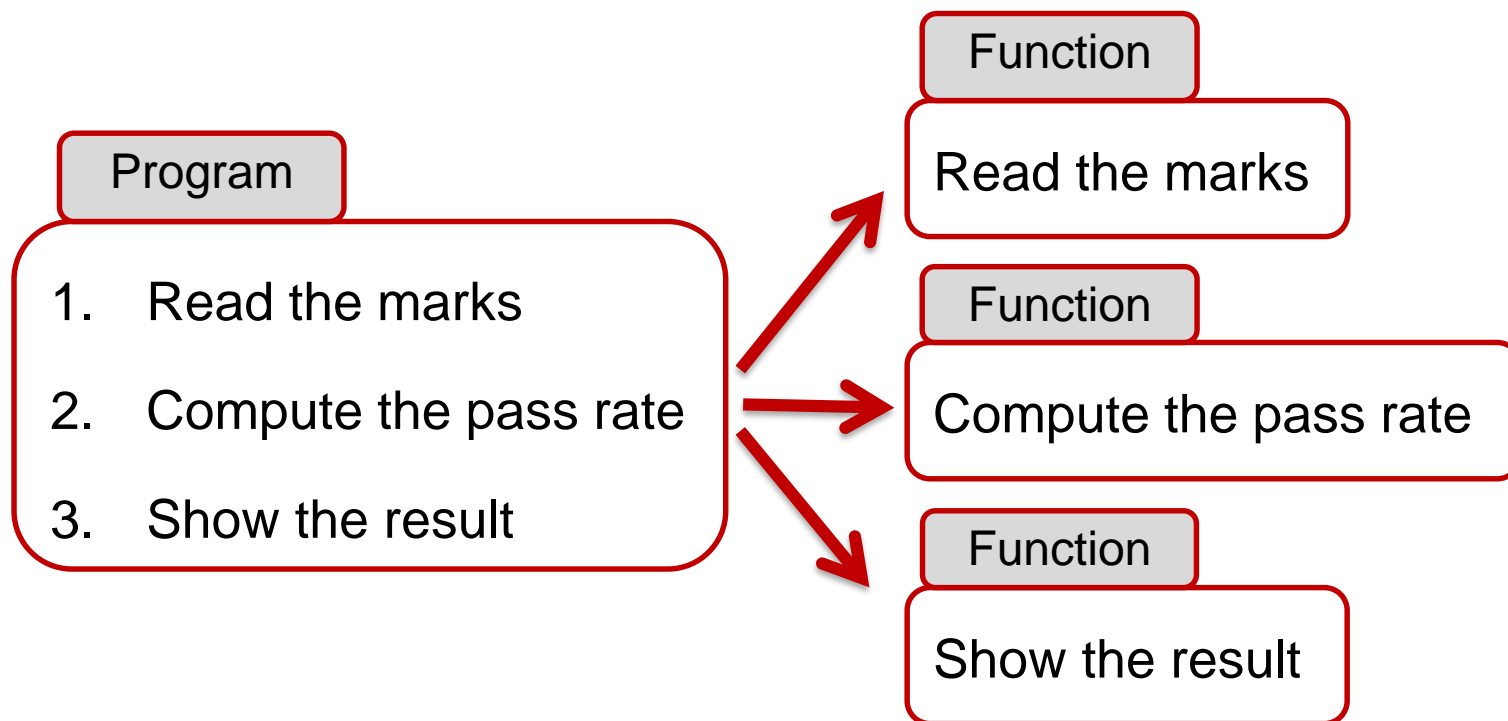 Program
1. Read the marks
2. Compute the pass rate
3. Show the result
Function
Read the marks
Function
Compute the pass rate
Function
Show the result